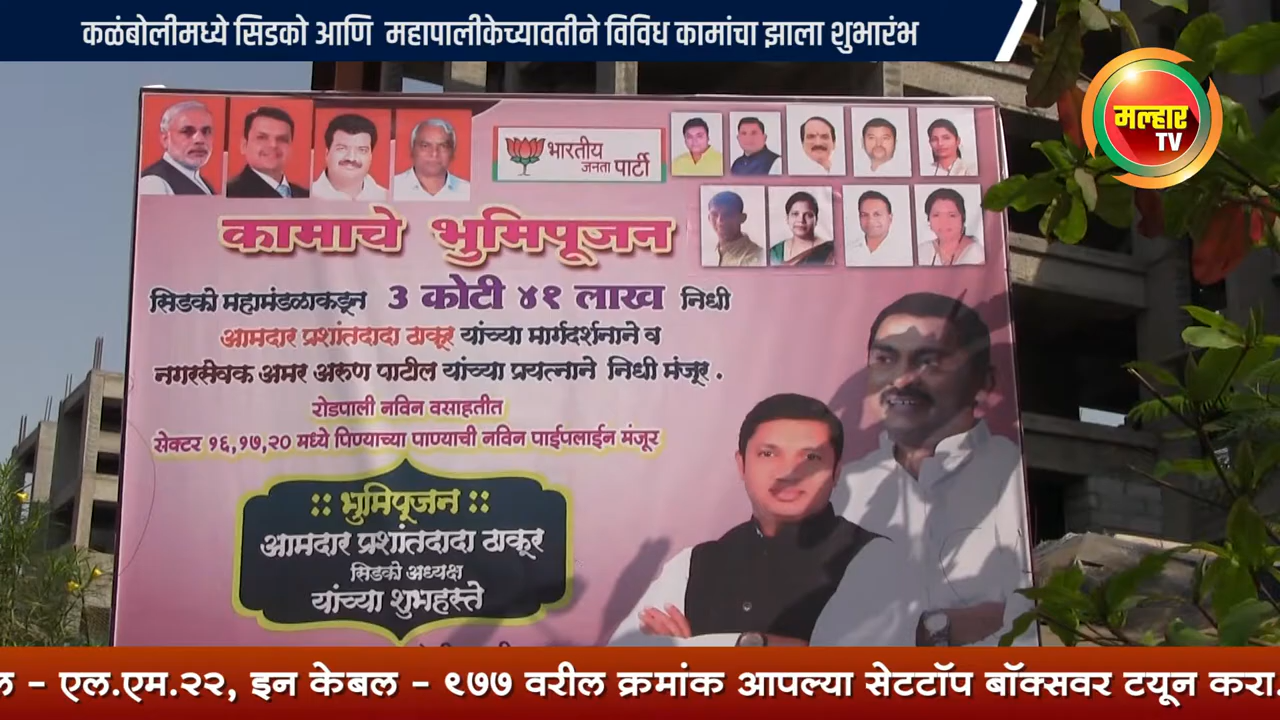 कळंबोलीमध्ये सिडको आणि महापालीकेच्यावतीने विविध कामांचा झाला शुभारंभ
मल्हार
TV
भारतीय
जनता पार्टी
कामाचे भुमिपूजन
सिडको महामंडळाकडून 3 कोटी ४१ लाख निधी
आमदार प्रशांतदादा ठाकूर यांच्या मार्गदर्शनाने व
नगरसेवक अमर अरुण पाटील यांच्या प्रयत्नाने निधी मंजूर .
रोडपाली नविन वसाहतीत
सेक्टर १६,१७,२० मध्ये पिण्याच्या पाण्याची नविन पाईपलाईन मंजूर
:: भुमिपूजन ::
आमदार प्रशांतदादा ठाकूर
सिडको अध्यक्ष
यांच्या शुभहस्ते
ल - एल.एम.२२, इन केबल - ९७७ वरील क्रमांक आपल्या सेटटॉप बॉक्सवर टयून करा.